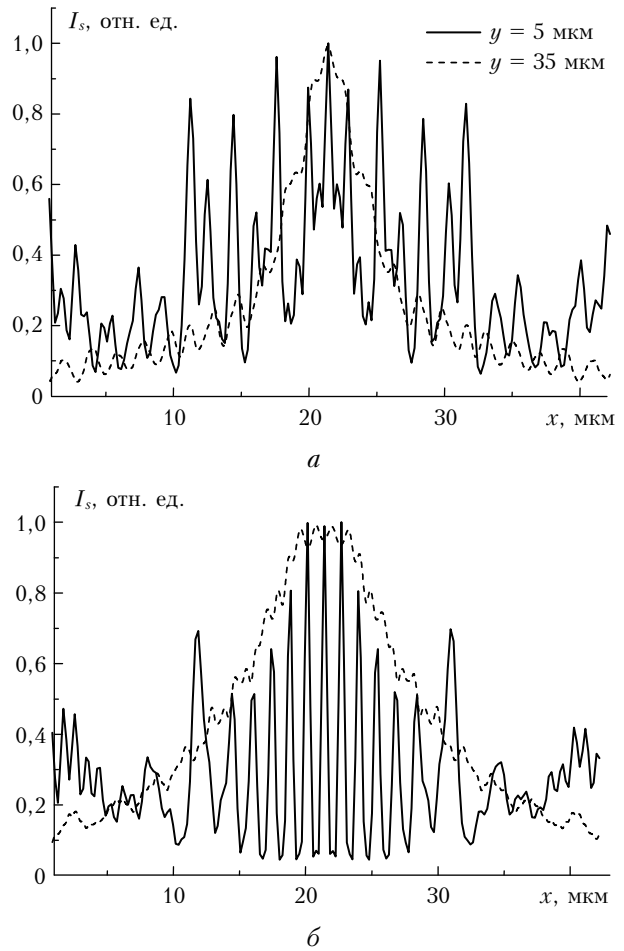 I_s, отн. ед.
y = 5 мкм
y = 35 мкм
1,0
0,8
0,6
0,4
0,2
0
10 20 30 x, мкм
а
I_s, отн. ед.
1,0
0,8
0,6
0,4
0,2
0
10 20 30 x, мкм
б